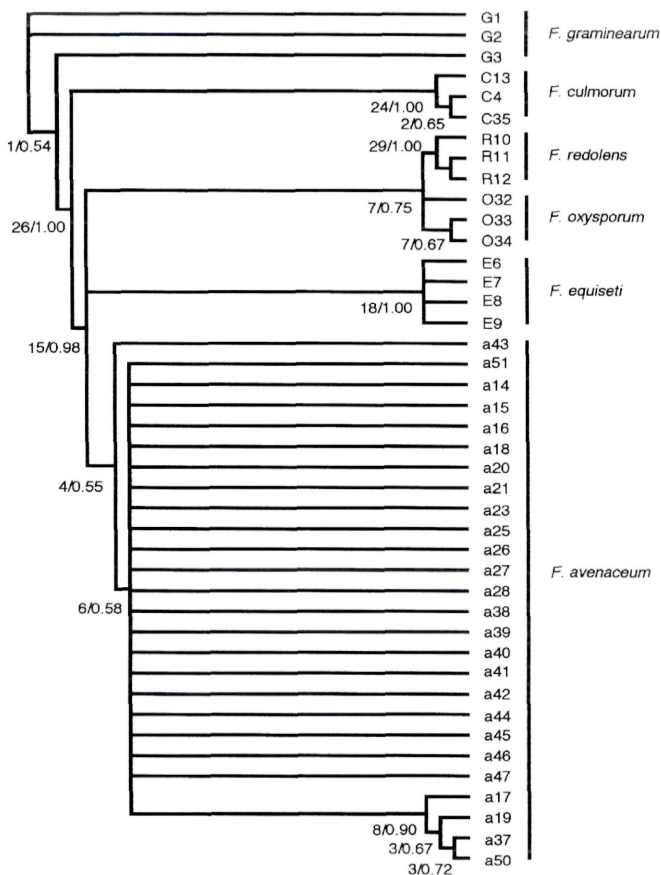 G1
G2
F. graminearum
G3
C13
C4
F. culmorum
24/1.00
C35
2/0.65
R10
29/1.00
1/0.54
R11
F. redolens
R12
O32
7/0.75
O33
F. oxysporum
26/1.00
O34
7/0.67
E6
E7
F. equiseti
E8
18/1.00
E9
a43
15/0.98
a51
a14
a15
a16
a18
a20
4/0.55
a21
a23
a25
a26
a27
F. avenaceum
a28
6/0.58
a38
a39
a40
a41
a42
a44
a45
a46
a47
a17
a19
8/0.90
a37
3/0.67
a50
3/0.72